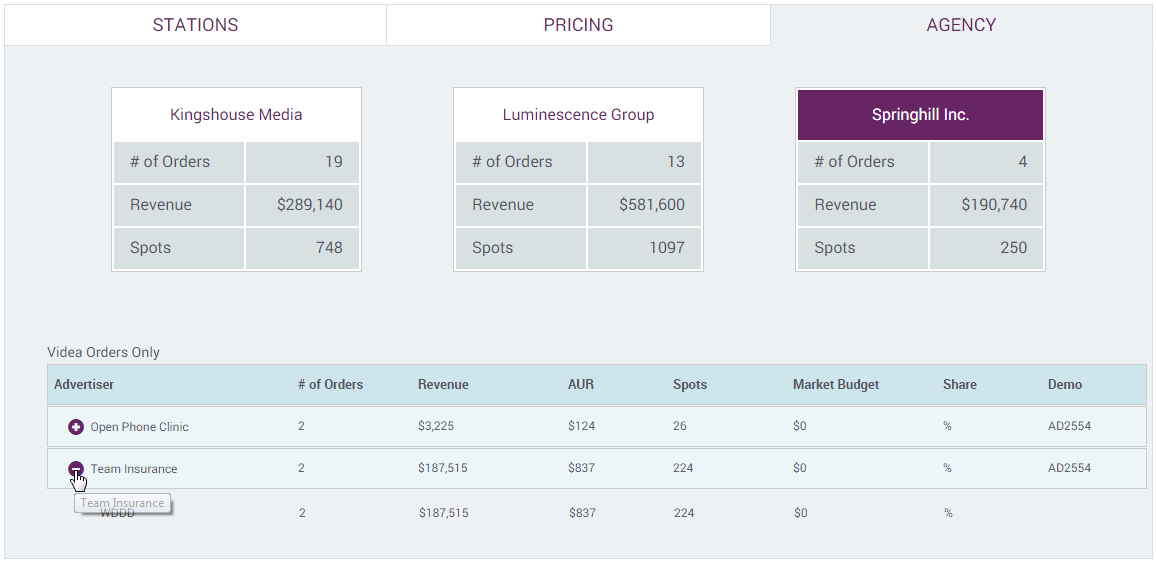 STATIONS PRICING AGENCY
Kingshouse Media Luminescence Group Springhill Inc.
# of Orders 19 # of Orders 13 # of Orders 4
Revenue $289,140 Revenue $581,600 Revenue $190,740
Spots 748 Spots 1097 Spots 250
Videa Orders Only
Advertiser # of Orders Revenue AUR Spots Market Budget Share Demo
Open Phone Clinic 2 $3,225 $124 26 $0 % AD2554
Team Insurance 2 $187,515 $837 224 $0 % AD2554
Team Insurance
WDDD 2 $187,515 $837 224 $0 %